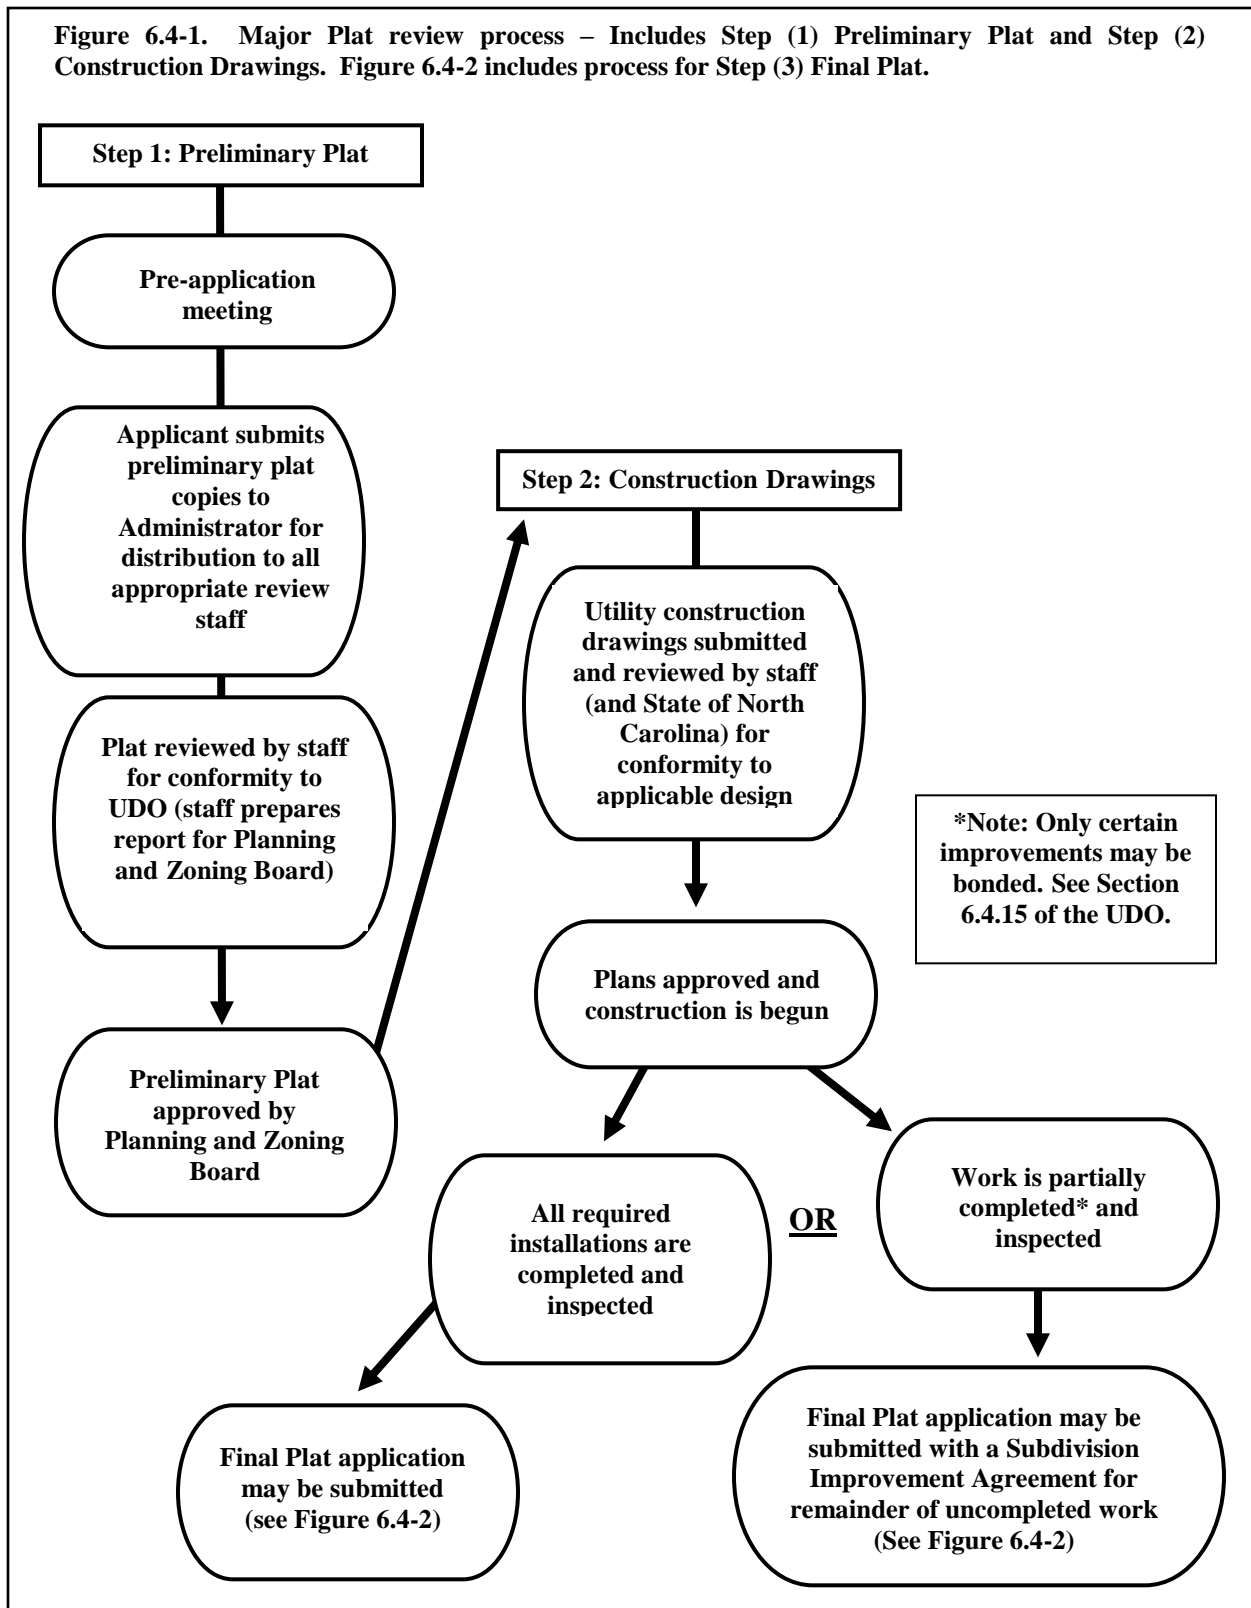 Figure 6.4-1. Major Plat review process – Includes Step (1) Preliminary Plat and Step (2)
Construction Drawings. Figure 6.4-2 includes process for Step (3) Final Plat.
Step 1: Preliminary Plat
Pre-application
meeting
Applicant submits
preliminary plat
copies to
Administrator for
distribution to all
appropriate review
staff
Plat reviewed by staff
for conformity to
UDO (staff prepares
report for Planning
and Zoning Board)
Preliminary Plat
approved by
Planning and Zoning
Board
Step 2: Construction Drawings
Utility construction
drawings submitted
and reviewed by staff
(and State of North
Carolina) for
conformity to
applicable design
*Note: Only certain
improvements may be
bonded. See Section
6.4.15 of the UDO.
Plans approved and
construction is begun
All required
installations are
completed and
inspected
OR
Work is partially
completed* and
inspected
Final Plat application
may be submitted
(see Figure 6.4-2)
Final Plat application may be
submitted with a Subdivision
Improvement Agreement for
remainder of uncompleted work
(See Figure 6.4-2)